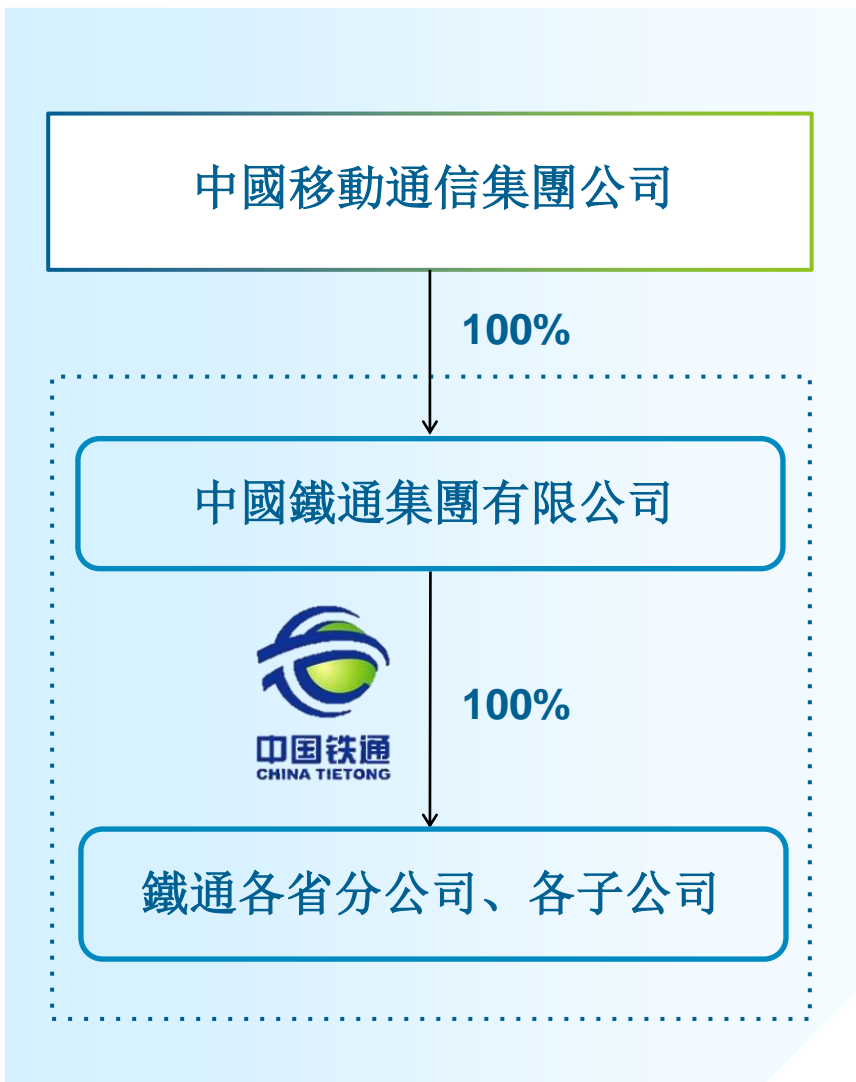 中國移動通信集團公司
100%
中國鐵通集團有限公司
100%
中国铁通
CHINA TIETONG
鐵通各省分公司、各子公司